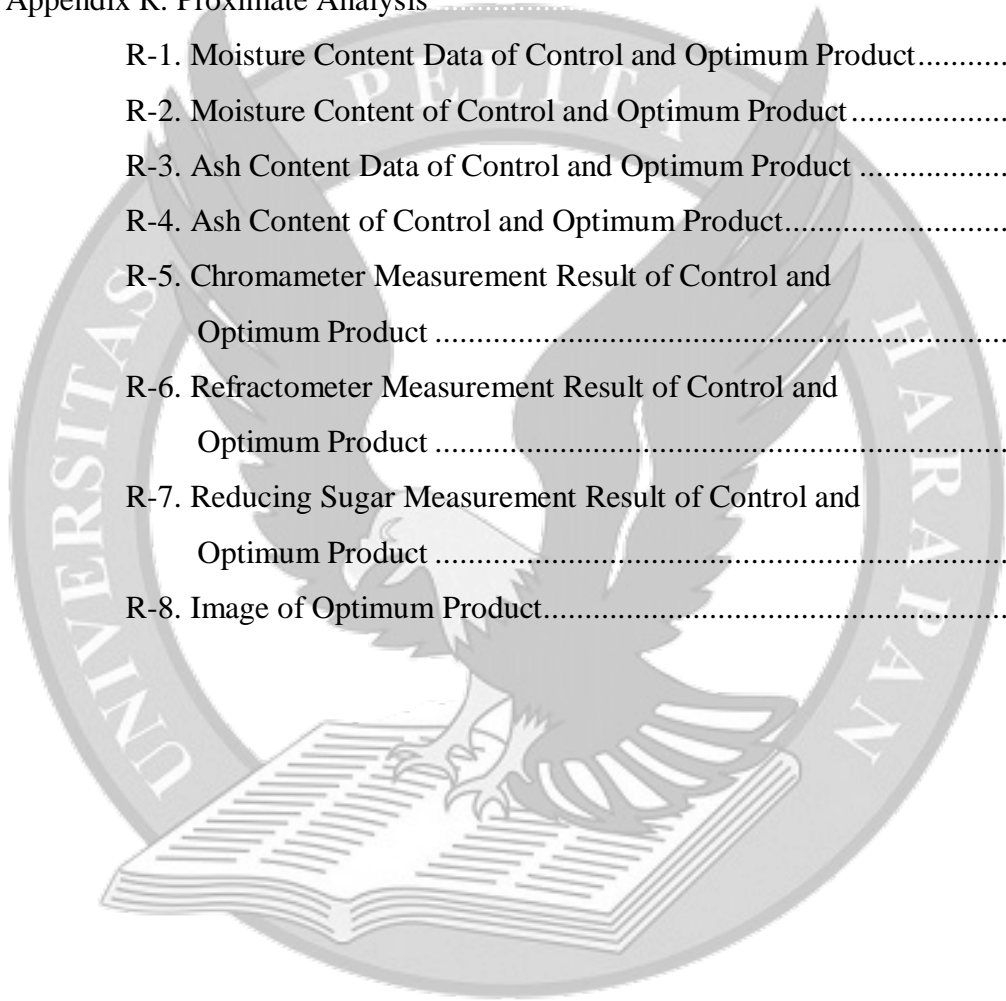 Appendix R. Proximate Analysis
R-1. Moisture Content Data of Control and Optimum Product............
R-2. Moisture Content of Control and Optimum Product ...................
R-3. Ash Content Data of Control and Optimum Product ..................
R-4. Ash Content of Control and Optimum Product............................
R-5. Chromameter Measurement Result of Control and
Optimum Product ........................................................................
R-6. Refractometer Measurement Result of Control and
Optimum Product ........................................................................
R-7. Reducing Sugar Measurement Result of Control and
Optimum Product ........................................................................
R-8. Image of Optimum Product..........................................................
UNIVERSITAS PELITA HARAPAN